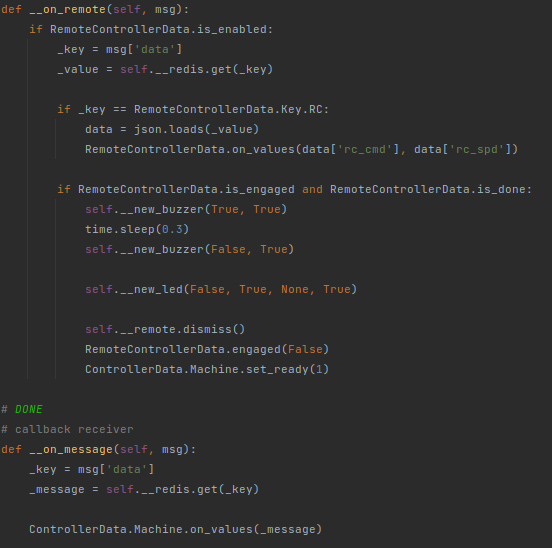 def __on_remote(self, msg):
    if RemoteControllerData.is_enabled:
        _key = msg['data']
        _value = self.__redis.get(_key)

        if _key == RemoteControllerData.Key.RC:
            data = json.loads(_value)
            RemoteControllerData.on_values(data['rc_cmd'], data['rc_spd'])

        if RemoteControllerData.is_engaged and RemoteControllerData.is_done:
            self.__new_buzzer(True, True)
            time.sleep(0.3)
            self.__new_buzzer(False, True)

            self.__new_led(False, True, None, True)

            self.__remote.dismiss()
            RemoteControllerData.engaged(False)
            ControllerData.Machine.set_ready(1)

# DONE
# callback receiver
def __on_message(self, msg):
    _key = msg['data']
    _message = self.__redis.get(_key)

    ControllerData.Machine.on_values(_message)